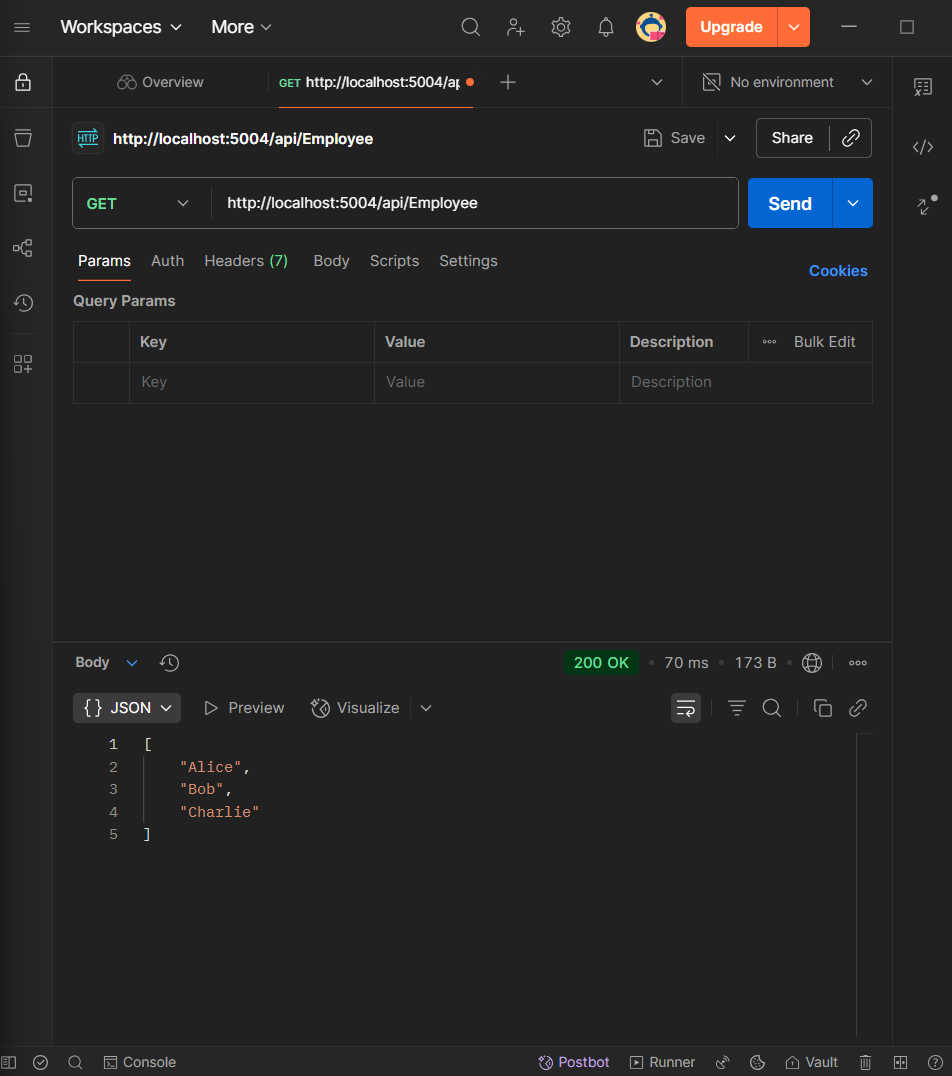 Workspaces More Upgrade
Overview GET http://localhost:5004/ap No environment
HTTP http://localhost:5004/api/Employee Save Share
GET http://localhost:5004/api/Employee Send
Params Auth Headers (7) Body Scripts Settings Cookies
Query Params
Key Value Description Bulk Edit
Key Value Description
Body 200 OK 70 ms 173 B
{} JSON Preview Visualize
1 [
2 "Alice",
3 "Bob",
4 "Charlie"
5 ]
Console Postbot Runner Vault